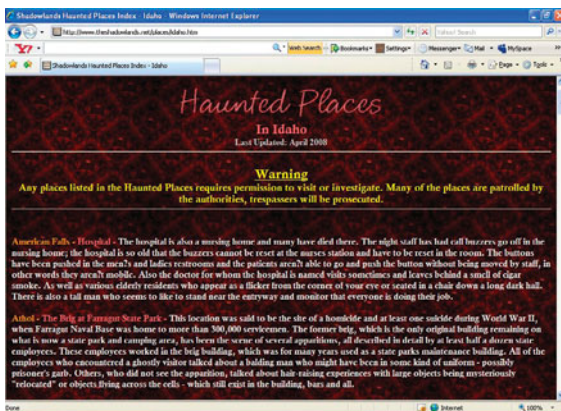 Shadowlands Haunted Places Index - Idaho - Windows Internet Explorer
http://www.theshadowlands.net/places/idaho.htm
Yahoo! Search
Y! Web Search Bookmarks Settings Messenger Mail MySpace
Shadowlands Haunted Places Index - Idaho Page Tools
Haunted Places
In Idaho
Last Updated: April 2008
Warning
Any places listed in the Haunted Places requires permission to visit or investigate. Many of the places are patrolled by
the authorities, trespassers will be prosecuted.
American Falls - Hospital - The hospital is also a nursing home and many have died there. The night staff has had call buzzers go off in the
nursing home; the hospital is so old that the buzzers cannot be reset at the nurses station and have to be reset in the room. The buttons
have been pushed in the men?s and ladies restrooms and the patients aren?t able to go and push the button without being moved by staff, in
other words they aren?t mobile. Also the doctor for whom the hospital is named visits sometimes and leaves behind a smell of cigar
smoke. As well as various elderly residents who appear as a flicker from the corner of your eye or seated in a chair down a long dark hall.
There is also a tall man who seems to like to stand near the entryway and monitor that everyone is doing their job.
Athol - The Brig at Farragut State Park - This location was said to be the site of a homicide and at least one suicide during World War II,
when Farragut Naval Base was home to more than 300,000 servicemen. The former brig, which is the only original building remaining on
what is now a state park and camping area, has been the scene of several apparitions, all described in detail by at least half a dozen state
employees. These employees worked in the brig building, which was for many years used as a state parks maintenance building. All of the
employees who encountered a ghostly visitor talked about a balding man who might have been in some kind of uniform - possibly
prisoner's garb. Others, who did not see the apparition, talked about hair-raising experiences with large objects being mysteriously
"relocated" or objects flying across the cells - which still exist in the building, bars and all.
Done Internet 100%